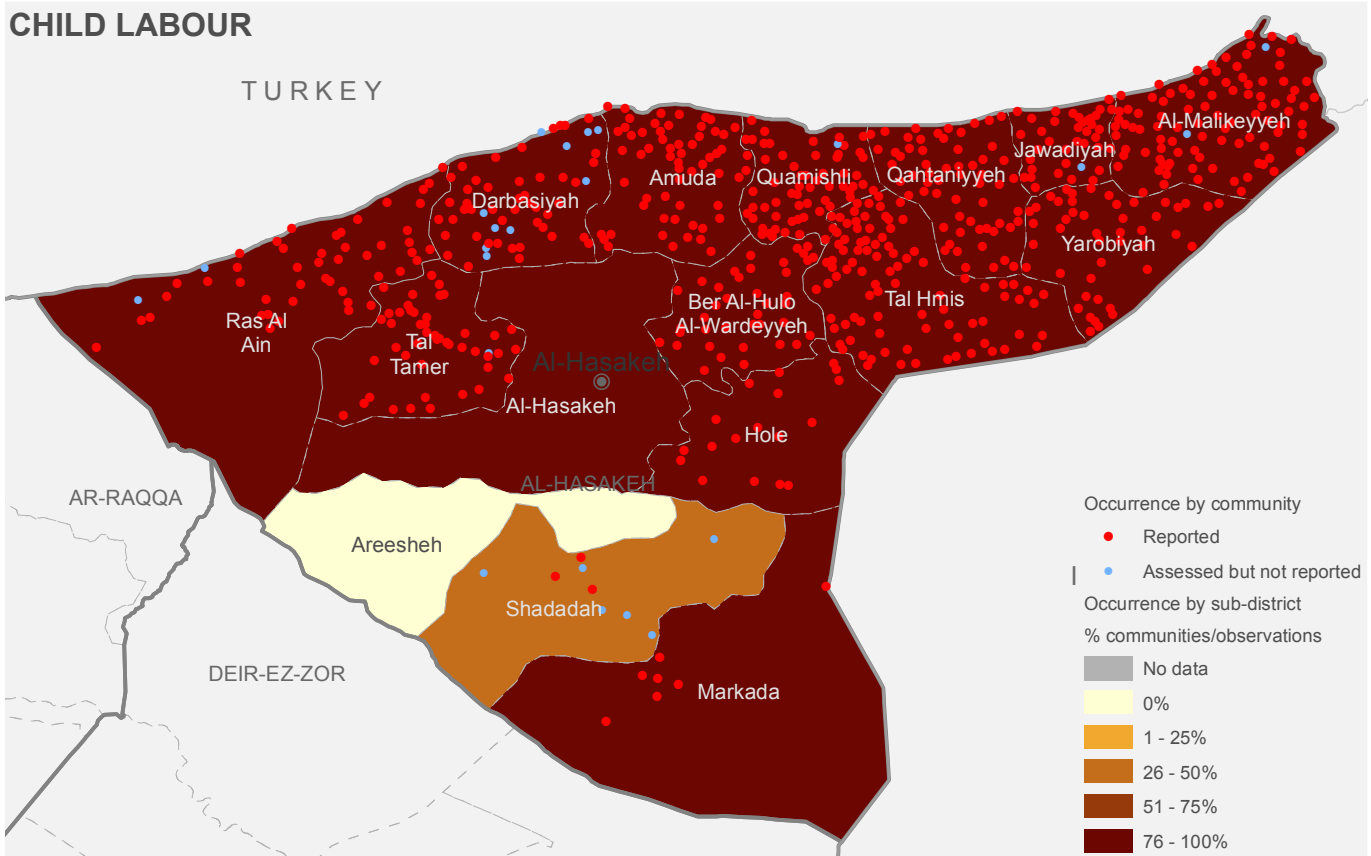 CHILD LABOUR
TURKEY
Al-Malikeyyeh
Jawadiyah
Qahtaniyyeh
Quamishli
Amuda
Darbasiyah
Yarobiyah
Tal Hmis
Ber Al-Hulo
Al-Wardeyyeh
Ras Al
Ain
Tal
Tamer
Al-Hasakeh
Al-Hasakeh
Hole
AL-HASAKEH
AR-RAQQA
Areesheh
Shadadah
DEIR-EZ-ZOR
Markada
Occurrence by community
Reported
Assessed but not reported
Occurrence by sub-district
% communities/observations
No data
0%
1 - 25%
26 - 50%
51 - 75%
76 - 100%